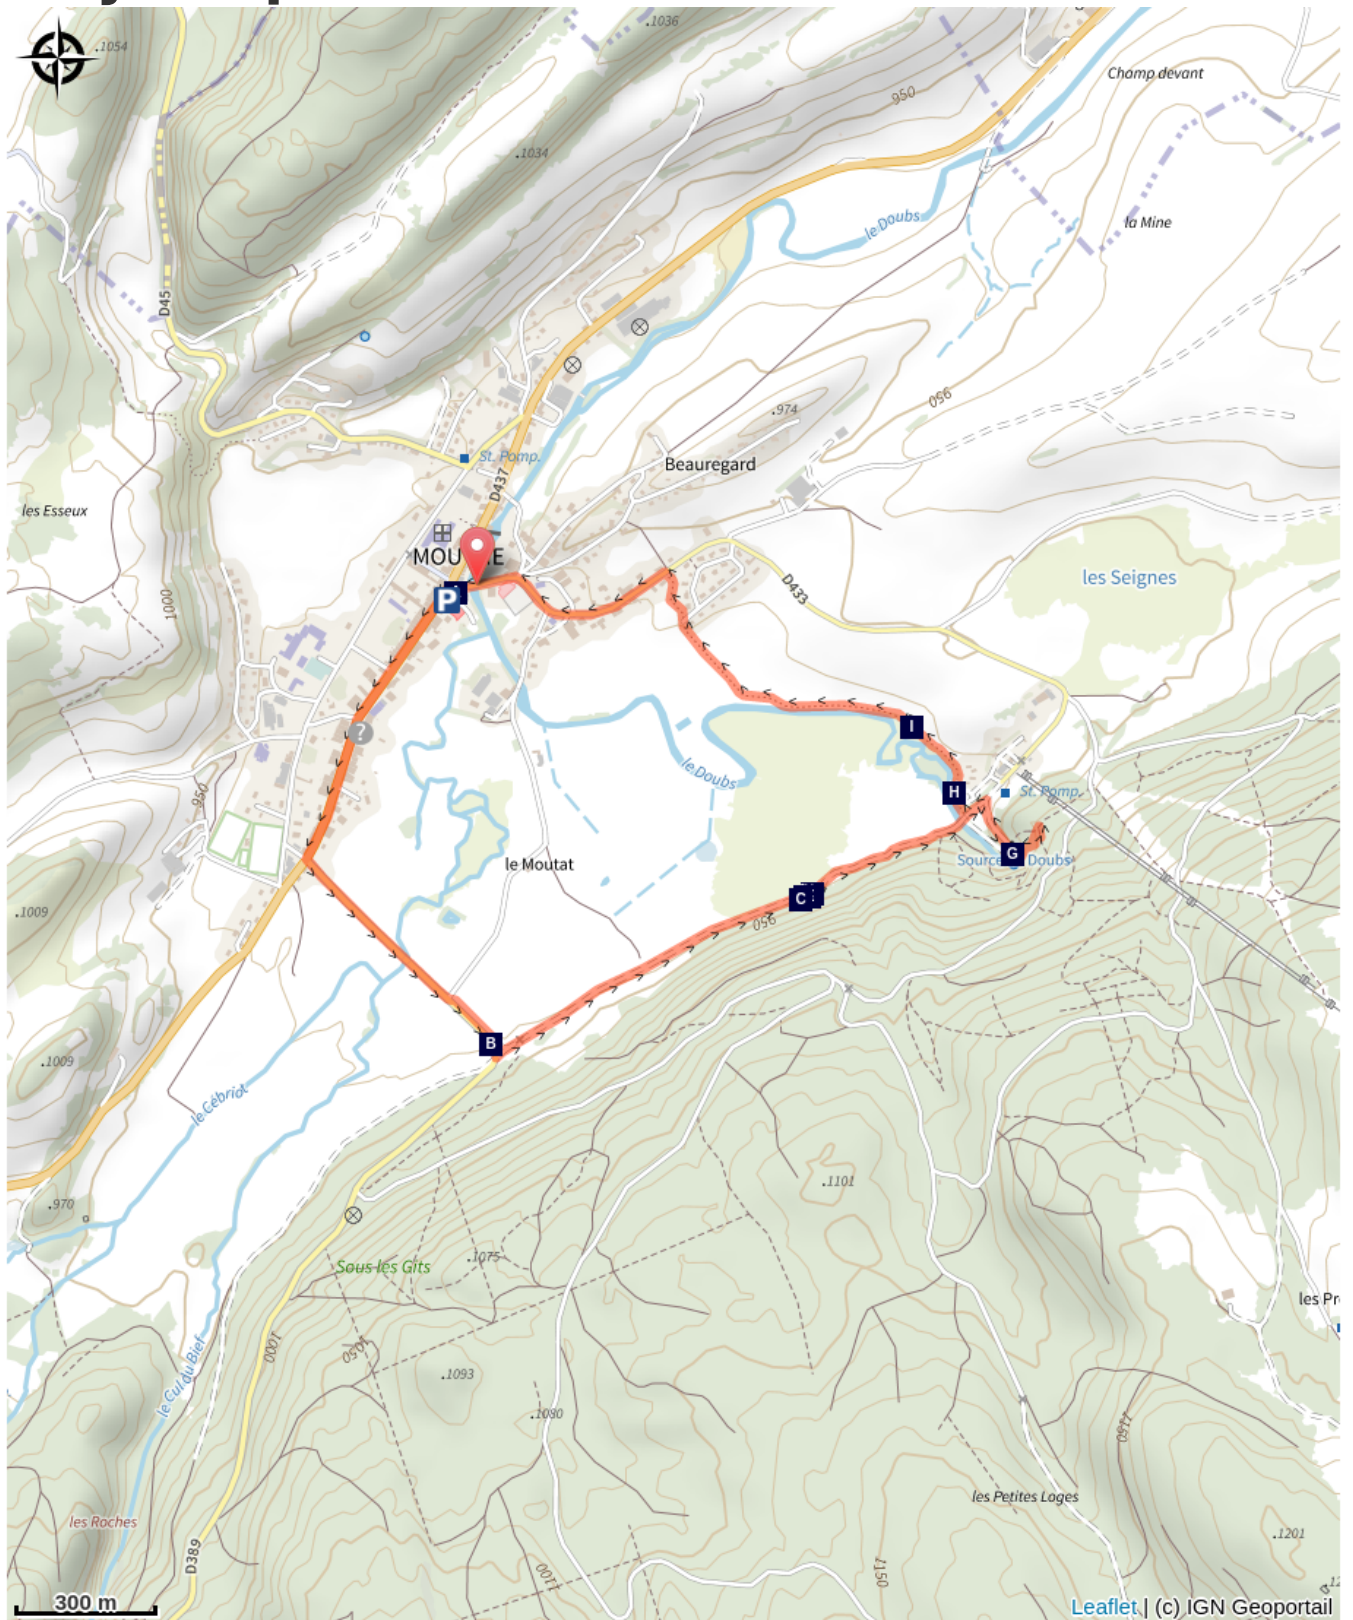 .1036
.1054
Champ devant
950
.1034
le Doubs
la Mine
D45
950
.974
St. Pomp.
Beauregard
D437
les Esseux
MOU E
les Seignes
D433
1000
P
I
?
le Doubs
H
St. Pomp.
950
G
Source Doubs
le Moutat
C
.1009
950
B
.1009
le Cébriot
.970
.1101
.1075
Sous-les Gits
les Pr
1000
1050
le Cul du Bief
.1093
.1080
1150
les Petites Loges
les Roches
.1201
D389
1100
1150
300 m
Leaflet | (c) IGN Geoportail